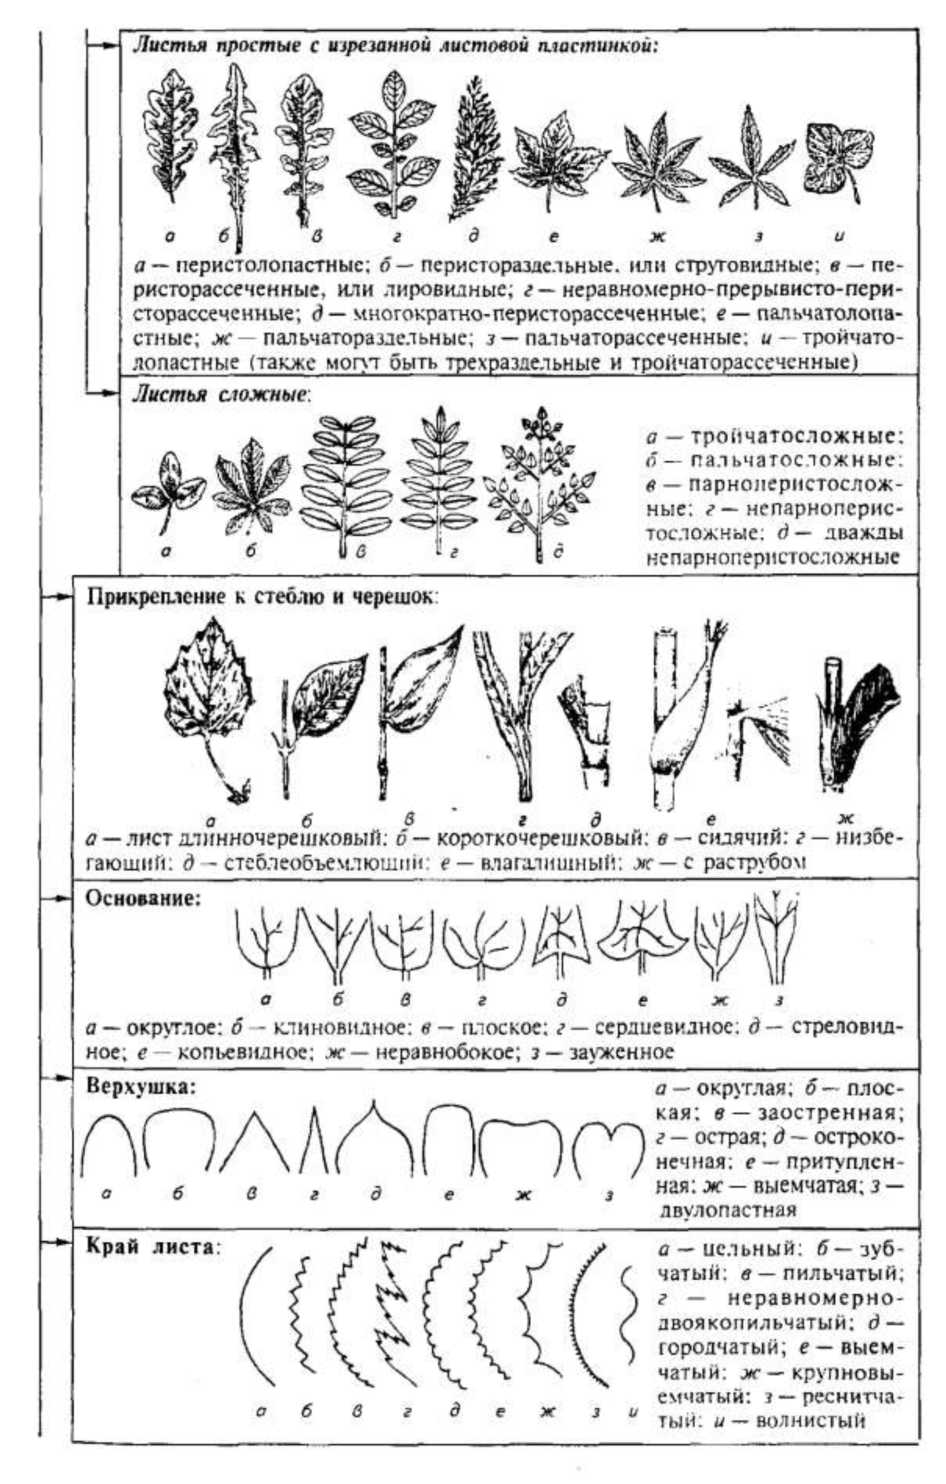 Листья простые с изрезанной листовой пластинкой:
а б в г д е ж з и
а — перистолопастные; б — перистораздельные, или струговидные; в — пе-
ристорассеченные, или лировидные; г — неравномерно-прерывисто-пери-
сторассеченные; д — многократно-перисторассеченные; е — пальчатолопа-
стные; ж — пальчатораздельные; з — пальчаторассеченные; и — тройчато-
лопастные (также могут быть трехраздельные и тройчаторассеченные)
Листья сложные:
а б в г д
а — тройчатосложные;
б — пальчатосложные;
в — парноперистослож-
ные; г — непарноперис-
тосложные; д — дважды
непарноперистосложные
Прикрепление к стеблю и черешок:
а б в г д е ж
а — лист длинночерешковый; б — короткочерешковый; в — сидячий; г — низбе-
гающий; д — стеблеобъемлющий; е — влагалишный; ж — с раструбом
Основание:
а б в г д е ж з
а — округлое; б — клиновидное; в — плоское; г — сердцевидное; д — стреловид-
ное; е — копьевидное; ж — неравнобокое; з — зауженное
Верхушка:
а б в г д е ж з
а — округлая; б — плос-
кая; в — заостренная;
г — острая; д — остроко-
нечная; е — притуплен-
ная; ж — выемчатая; з —
двулопастная
Край листа:
а б в г д е ж з и
а — цельный; б — зуб-
чатый; в — пильчатый;
г — неравномерно-
двоякопильчатый; д —
городчатый; е — выем-
чатый; ж — крупновы-
емчатый; з — реснитча-
тый; и — волнистый